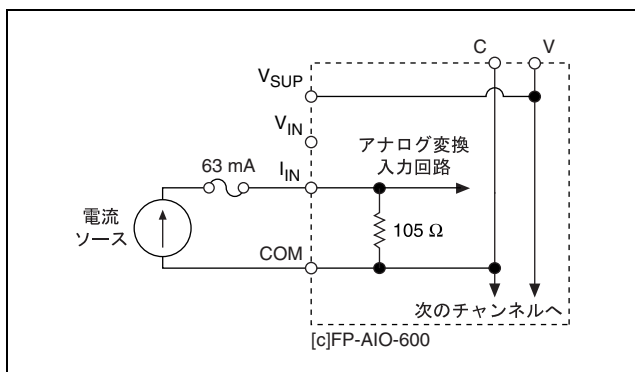 C
V
VSUP
VIN
アナログ変換
入力回路
63 mA
IIN
電流
ソース
105 Ω
COM
次のチャンネルへ
[c]FP-AIO-600